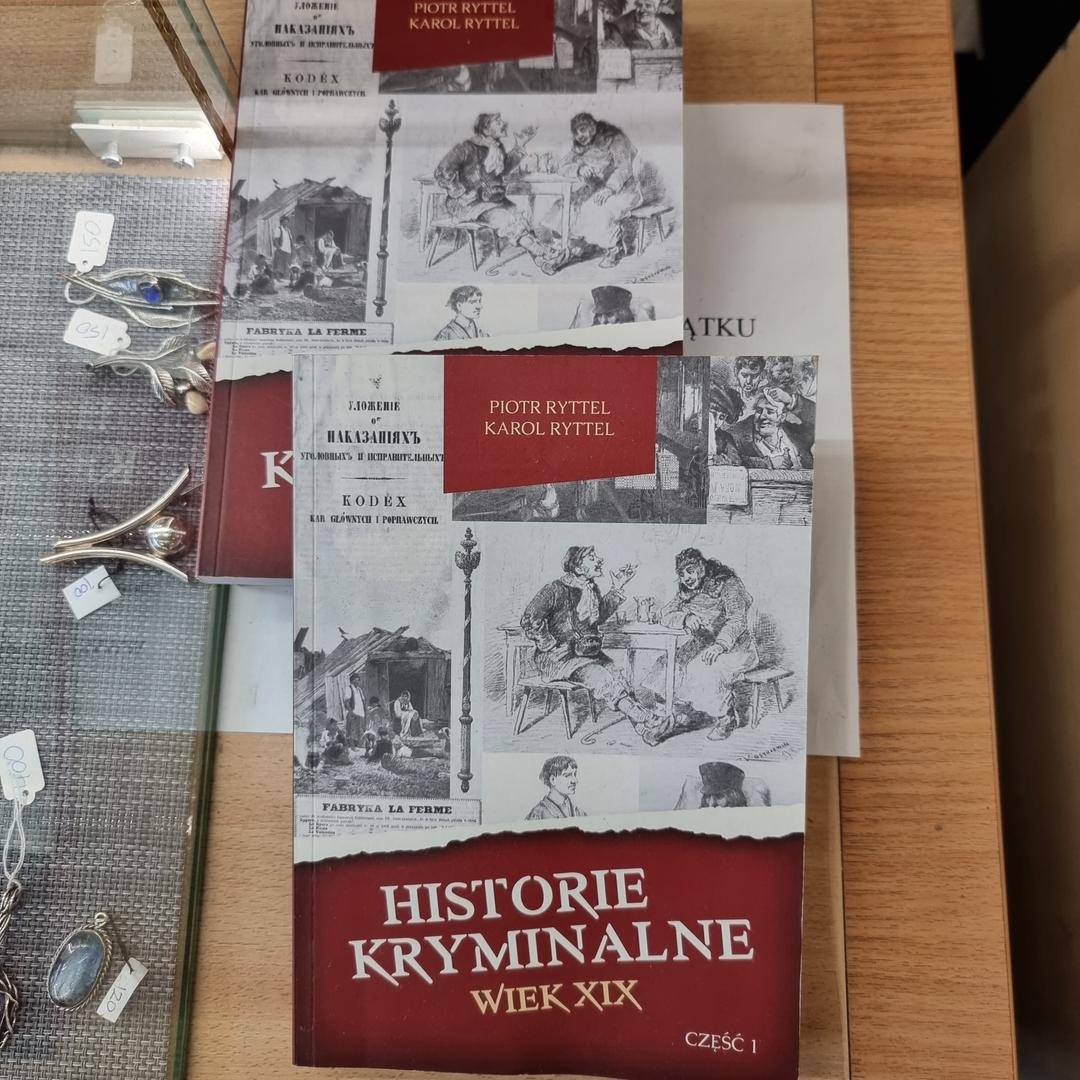 УЛОЖЕНІЕ
о
НАКАЗАНІЯХЪ
УГОЛОВНЫХЪ И ИСПРАВИТЕЛЬНЫХЪ
KODEX
KAR GŁÓWNYCH I POPRAWCZYCH.
PIOTR RYTTEL
KAROL RYTTEL
FABRYKA LA FERME
K
ĄTKU
150
150
100
400
120
УЛОЖЕНІЕ
о
НАКАЗАНІЯХЪ
УГОЛОВНЫХЪ И ИСПРАВИТЕЛЬНЫХЪ
KODEX
KAR GŁÓWNYCH I POPRAWCZYCH.
PIOTR RYTTEL
KAROL RYTTEL
FABRYKA LA FERME
HISTORIE
KRYMINALNE
WIEK XIX
CZĘŚĆ 1